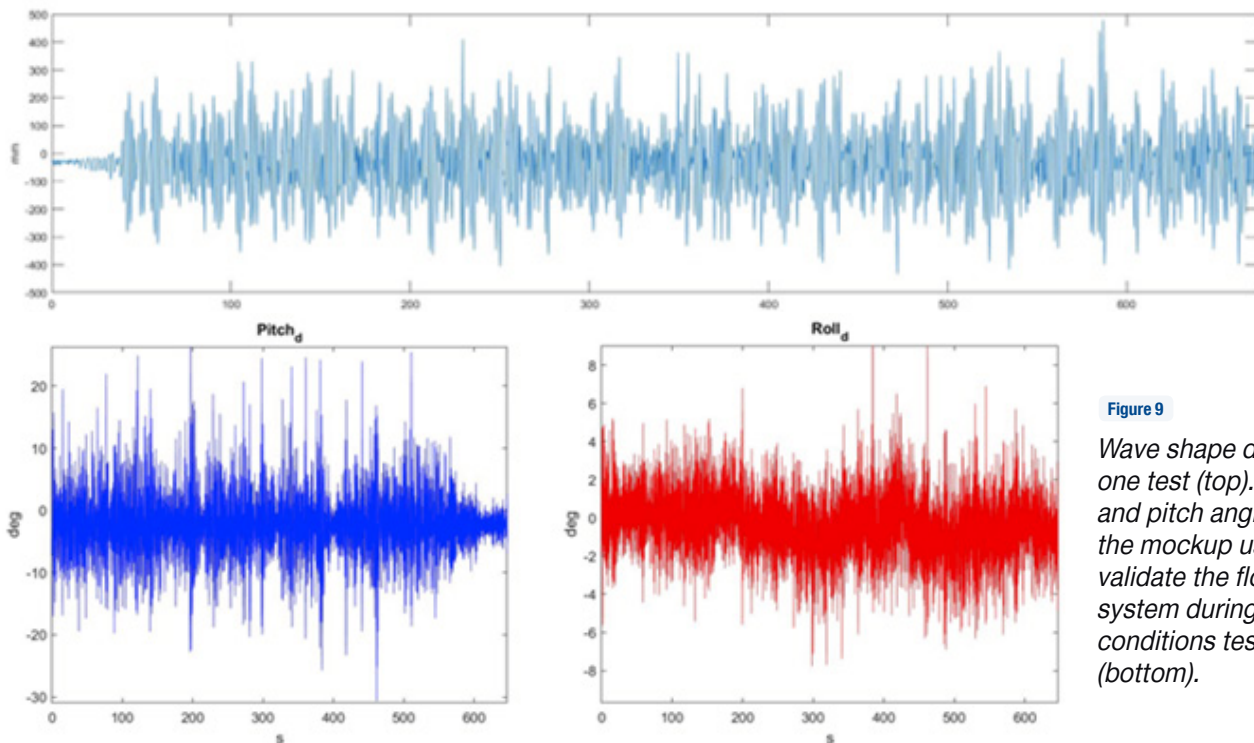 500
400
300
200
100
0
-100
-200
-300
-400
-500
mm
0 100 200 300 400 500 600
Pitch_d
20
10
0
-10
-20
-30
deg
0 100 200 300 400 500 600
s
Roll_d
8
6
4
2
0
-2
-4
-6
-8
deg
0 100 200 300 400 500 600
s
Figure 9
Wave shape
one test (top).
and pitch
the mockup
validate the
system during
conditions
(bottom).